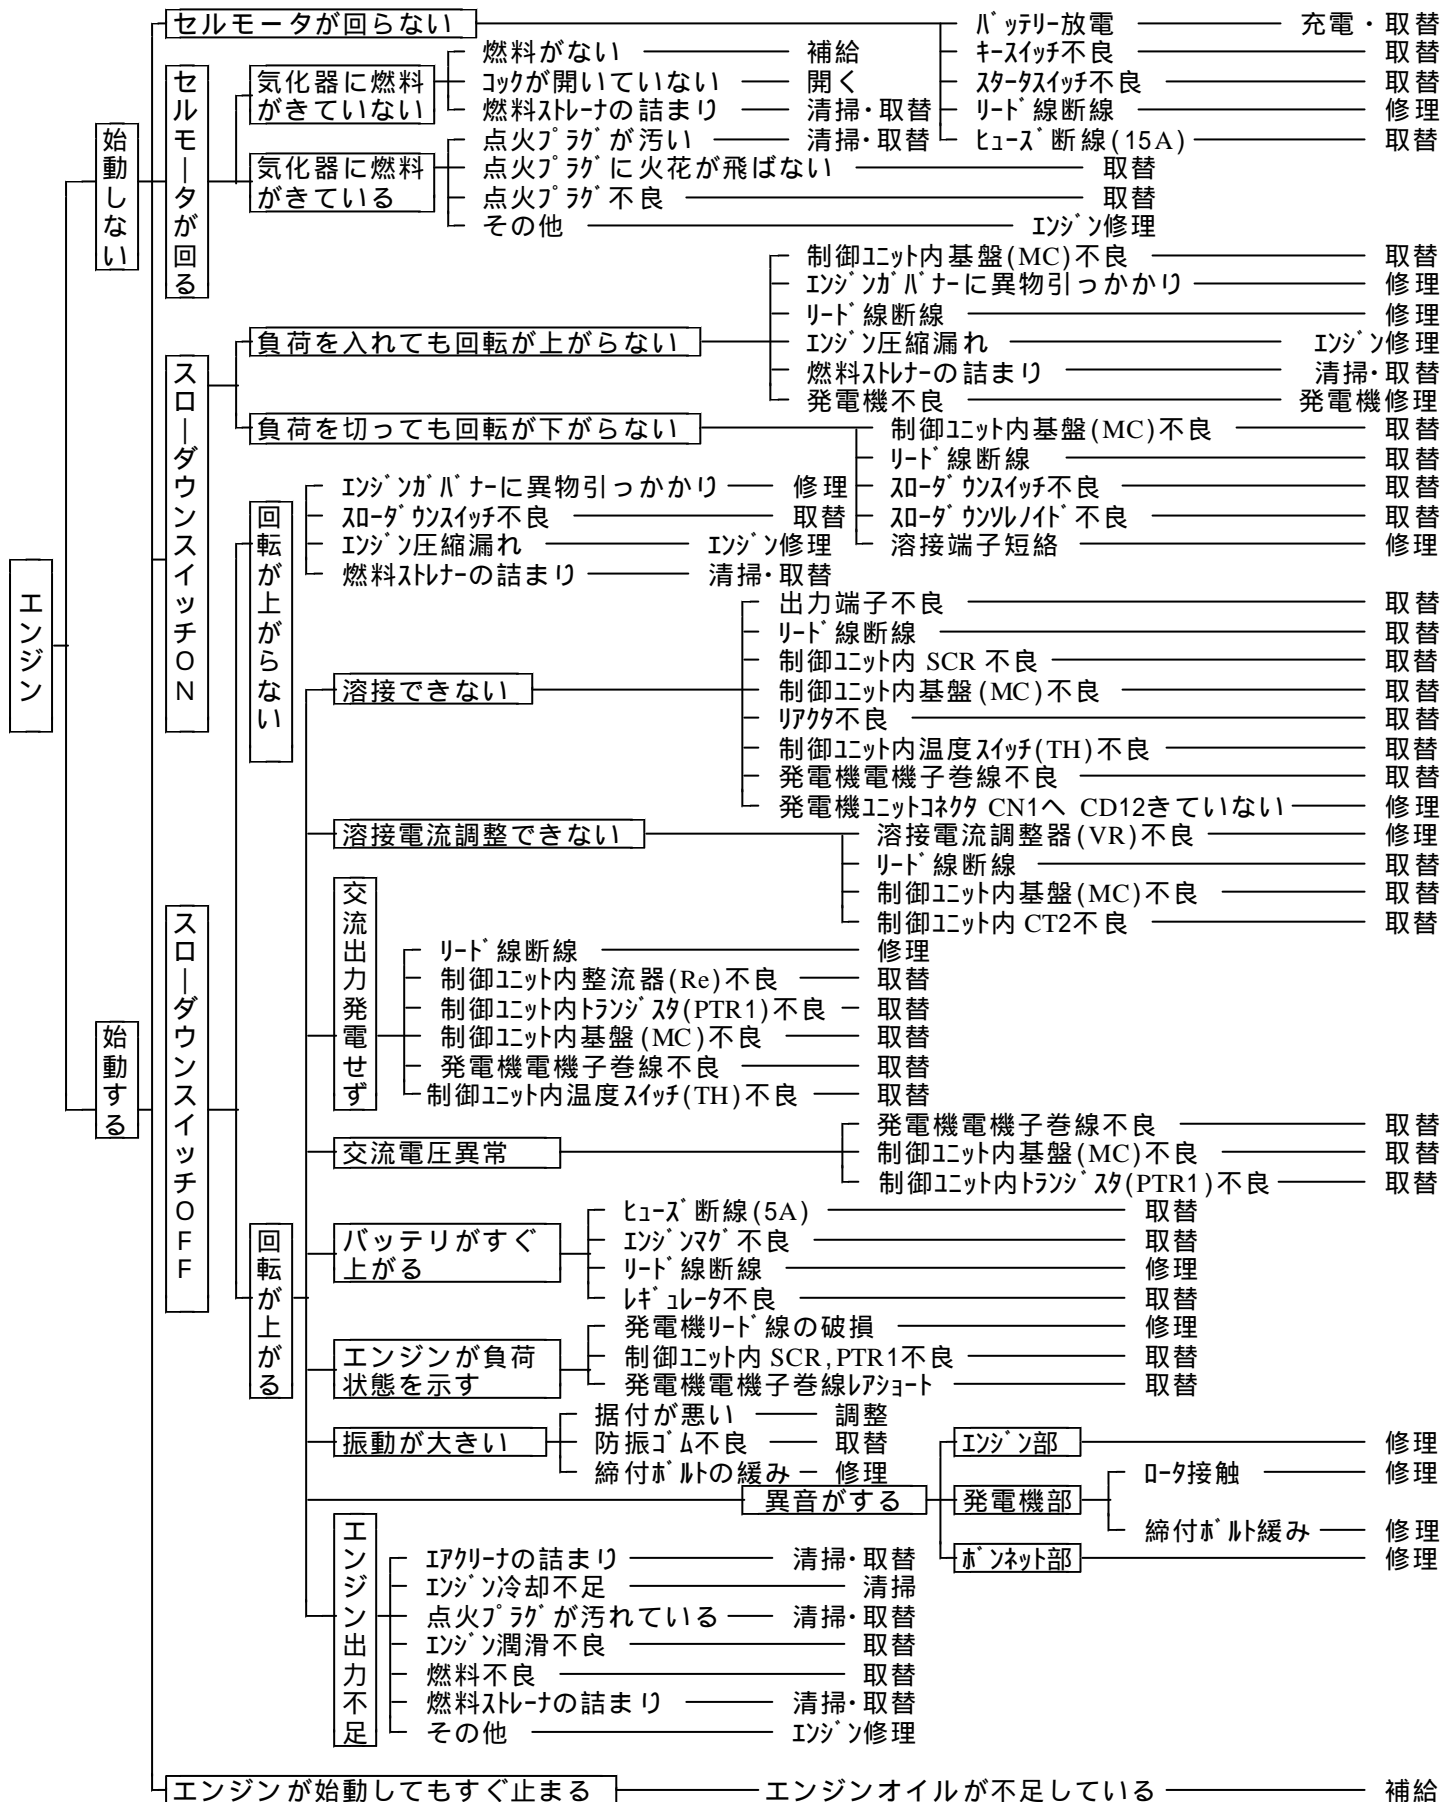 エンジン
始動しない
セルモータが回らない
バッテリー放電 充電・取替
キースイッチ不良 取替
スタータスイッチ不良 取替
リード線断線 修理
ヒューズ断線(15A) 取替
セルモータが回る
気化器に燃料
がきていない
燃料がない 補給
コックが開いていない 開く
燃料ストレーナの詰まり 清掃・取替
気化器に燃料
がきている
点火プラグが汚い 清掃・取替
点火プラグに火花が飛ばない 取替
点火プラグ不良 取替
その他 エンジン修理
始動する
スローダウンスイッチON
負荷を入れても回転が上がらない
制御ユニット内基盤(MC)不良 取替
エンジンガバナーに異物引っかかり 修理
リード線断線 修理
エンジン圧縮漏れ エンジン修理
燃料ストレナーの詰まり 清掃・取替
発電機不良 発電機修理
負荷を切っても回転が下がらない
制御ユニット内基盤(MC)不良 取替
リード線断線 取替
スローダウンスイッチ不良 取替
スローダウンソレノイド不良 取替
溶接端子短絡 修理
スローダウンスイッチOFF
回転が上がらない
エンジンガバナーに異物引っかかり 修理
スローダウンスイッチ不良 取替
エンジン圧縮漏れ エンジン修理
燃料ストレナーの詰まり 清掃・取替
回転が上がる
溶接できない
出力端子不良 取替
リード線断線 取替
制御ユニット内 SCR 不良 取替
制御ユニット内基盤(MC)不良 取替
リアクタ不良 取替
制御ユニット内温度スイッチ(TH)不良 取替
発電機電機子巻線不良 取替
発電機ユニットコネクタ CN1へ CD12きていない 修理
溶接電流調整できない
溶接電流調整器(VR)不良 修理
リード線断線 取替
制御ユニット内基盤(MC)不良 取替
制御ユニット内 CT2不良 取替
交流出力発電せず
リード線断線 修理
制御ユニット内整流器(Re)不良 取替
制御ユニット内トランジスタ(PTR1)不良 取替
制御ユニット内基盤(MC)不良 取替
発電機電機子巻線不良 取替
制御ユニット内温度スイッチ(TH)不良 取替
交流電圧異常
発電機電機子巻線不良 取替
制御ユニット内基盤(MC)不良 取替
制御ユニット内トランジスタ(PTR1)不良 取替
バッテリがすぐ
上がる
ヒューズ断線(5A) 取替
エンジンマグ不良 取替
リード線断線 修理
レギュレータ不良 取替
エンジンが負荷
状態を示す
発電機リード線の破損 修理
制御ユニット内 SCR,PTR1不良 取替
発電機電機子巻線レアショート 取替
振動が大きい
据付が悪い 調整
防振ゴム不良 取替
締付ボルトの緩み 修理
異音がする
エンジン部 修理
発電機部
ロータ接触 修理
締付ボルト緩み 修理
ボンネット部 修理
エンジン出力不足
エアクリーナの詰まり 清掃・取替
エンジン冷却不足 清掃
点火プラグが汚れている 清掃・取替
エンジン潤滑不良 取替
燃料不良 取替
燃料ストレーナの詰まり 清掃・取替
その他 エンジン修理
エンジンが始動してもすぐ止まる エンジンオイルが不足している 補給